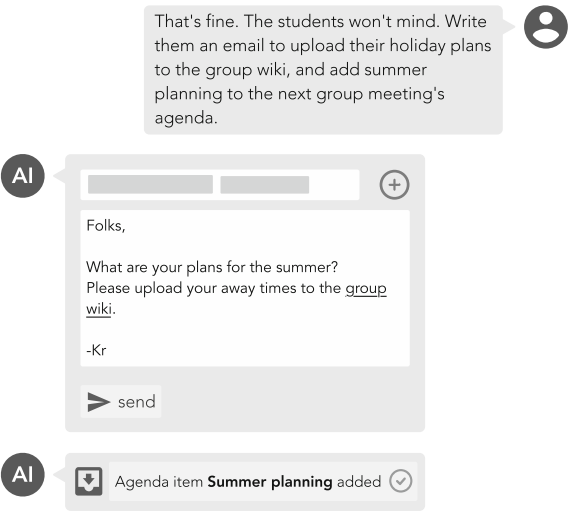 That's fine. The students won't mind. Write
them an email to upload their holiday plans
to the group wiki, and add summer
planning to the next group meeting's
agenda.
AI
Folks,
What are your plans for the summer?
Please upload your away times to the group
wiki.
-Kr
send
AI
Agenda item Summer planning added